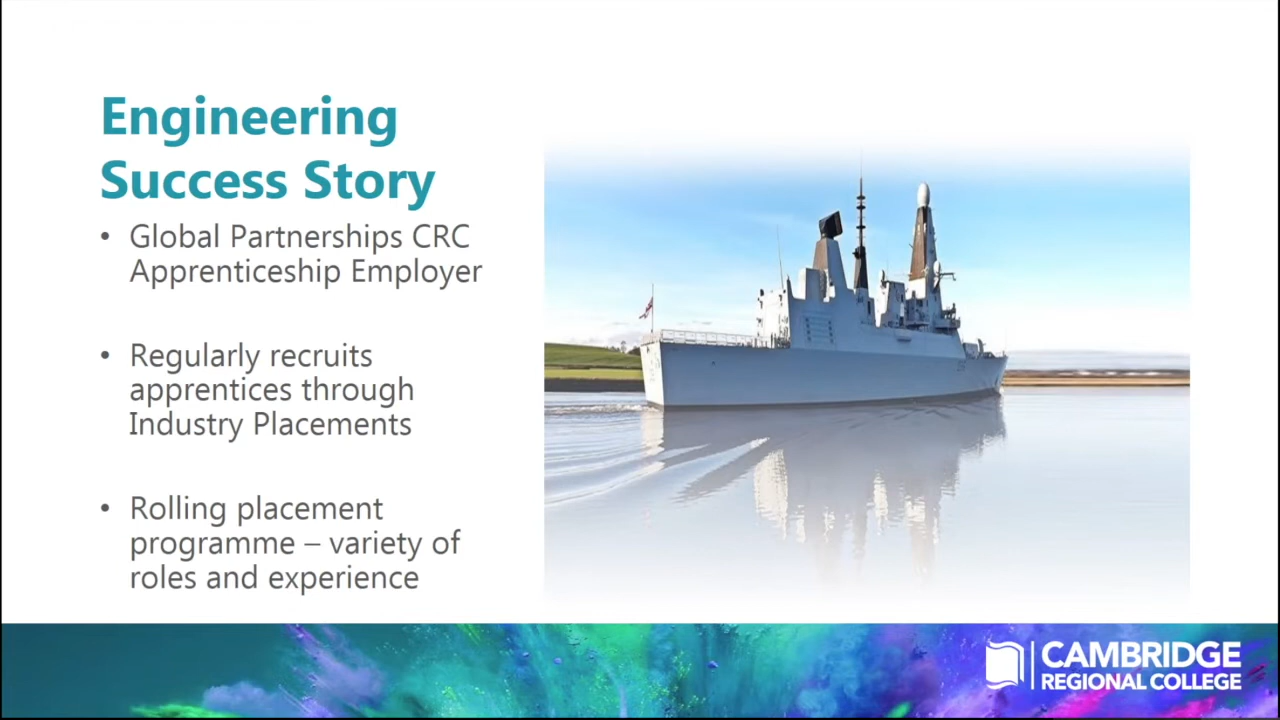 Engineering
Success Story
• Global Partnerships CRC
Apprenticeship Employer
• Regularly recruits
apprentices through
Industry Placements
• Rolling placement
programme – variety of
roles and experience
CAMBRIDGE
REGIONAL COLLEGE